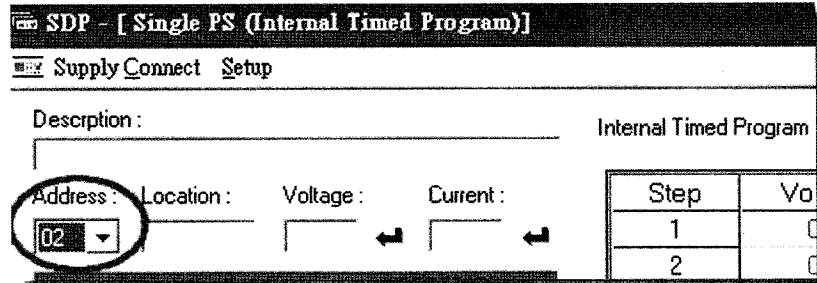 SDP - [ Single PS (Internal Timed Program)]
Supply Connect Setup
Descrption :
Internal Timed Program
Address : Location : Voltage : Current :
02
Step
1
2